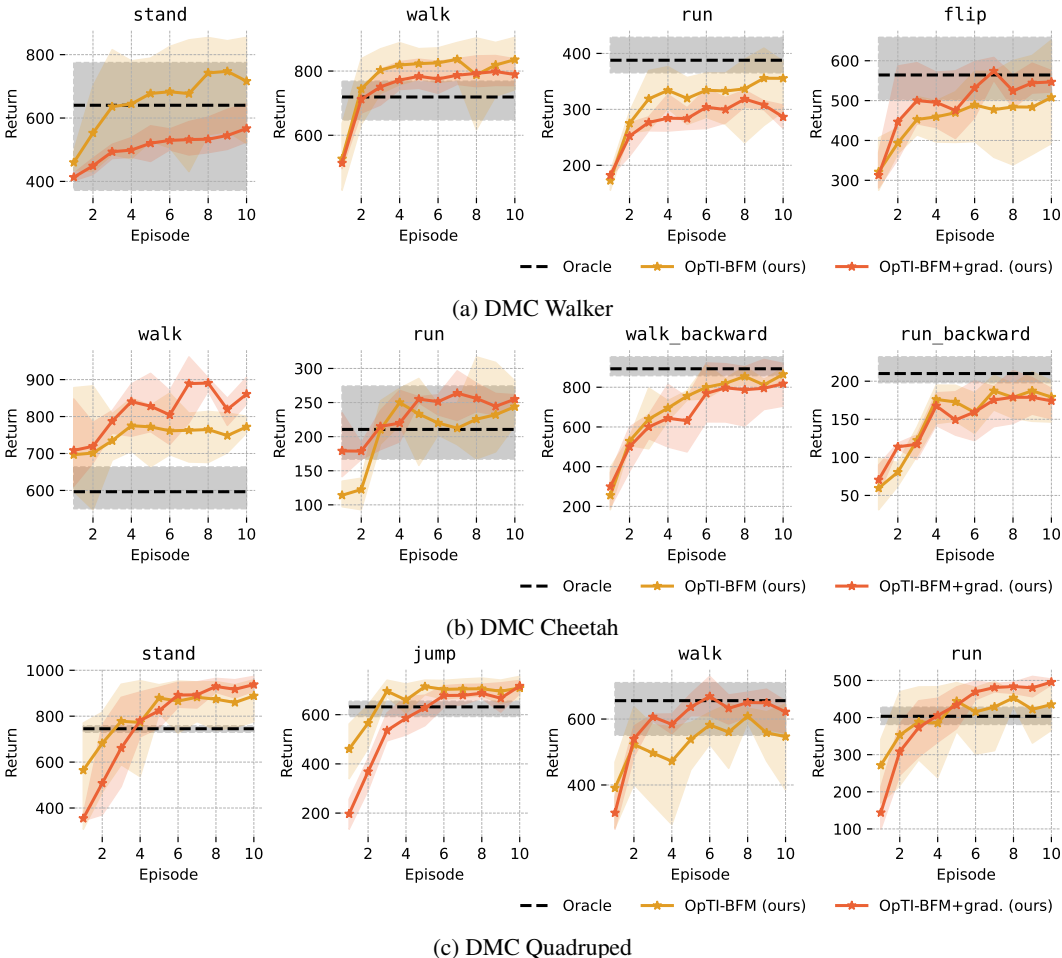 stand walk run flip
800 800 400 600
600 600 300 500
400 200 400
300
Return Return Return Return
2 4 6 8 10 2 4 6 8 10 2 4 6 8 10 2 4 6 8 10
Episode Episode Episode Episode
Oracle OpTI-BFM (ours) OpTI-BFM+grad. (ours)
(a) DMC Walker
walk run walk_backward run_backward
900 300 800 200
800 250 600 150
700 200 400 100
600 150 200 50
100
Return Return Return Return
2 4 6 8 10 2 4 6 8 10 2 4 6 8 10 2 4 6 8 10
Episode Episode Episode Episode
Oracle OpTI-BFM (ours) OpTI-BFM+grad. (ours)
(b) DMC Cheetah
stand jump walk run
1000 600 600 500
800 400 400 400
600 200 300
400 200
100
Return Return Return Return
2 4 6 8 10 2 4 6 8 10 2 4 6 8 10 2 4 6 8 10
Episode Episode Episode Episode
Oracle OpTI-BFM (ours) OpTI-BFM+grad. (ours)
(c) DMC Quadruped